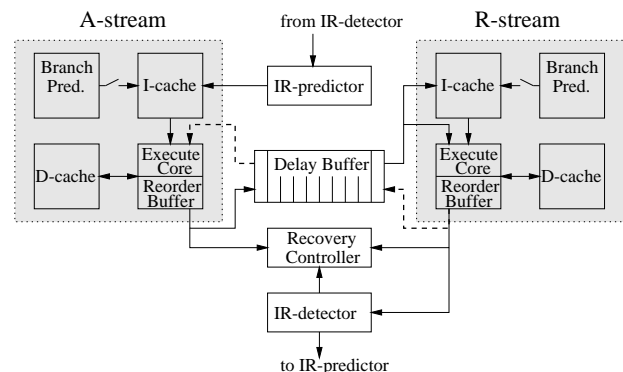 A-stream
from IR-detector
R-stream
Branch
Pred.
I-cache
IR-predictor
I-cache
Branch
Pred.
D-cache
Execute
Core
Reorder
Buffer
Delay Buffer
Execute
Core
Reorder
Buffer
D-cache
Recovery
Controller
IR-detector
to IR-predictor